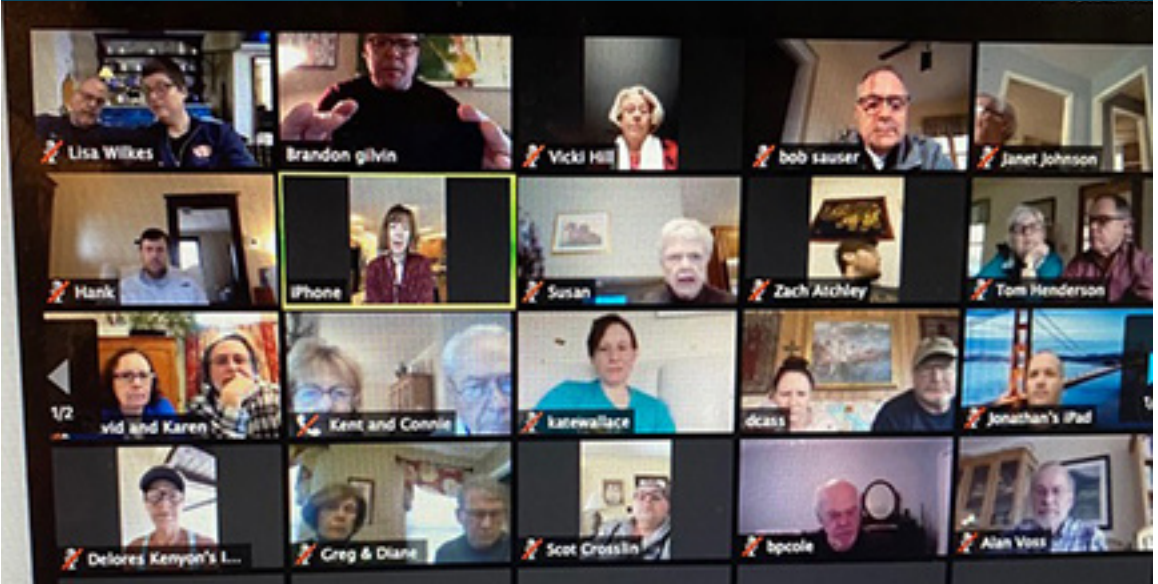 Lisa Wilkes
Brandon gilvin
Vicki Hill
bob sauser
Janet Johnson
Hank
iPhone
Susan
Zach Atchley
Tom Henderson
1/2
vid and Karen
Kent and Connie
katewallace
dcass
Jonathan's iPad
Delores Kenyon's I...
Greg & Diane
Scot Crosslin
bpcole
Alan Voss